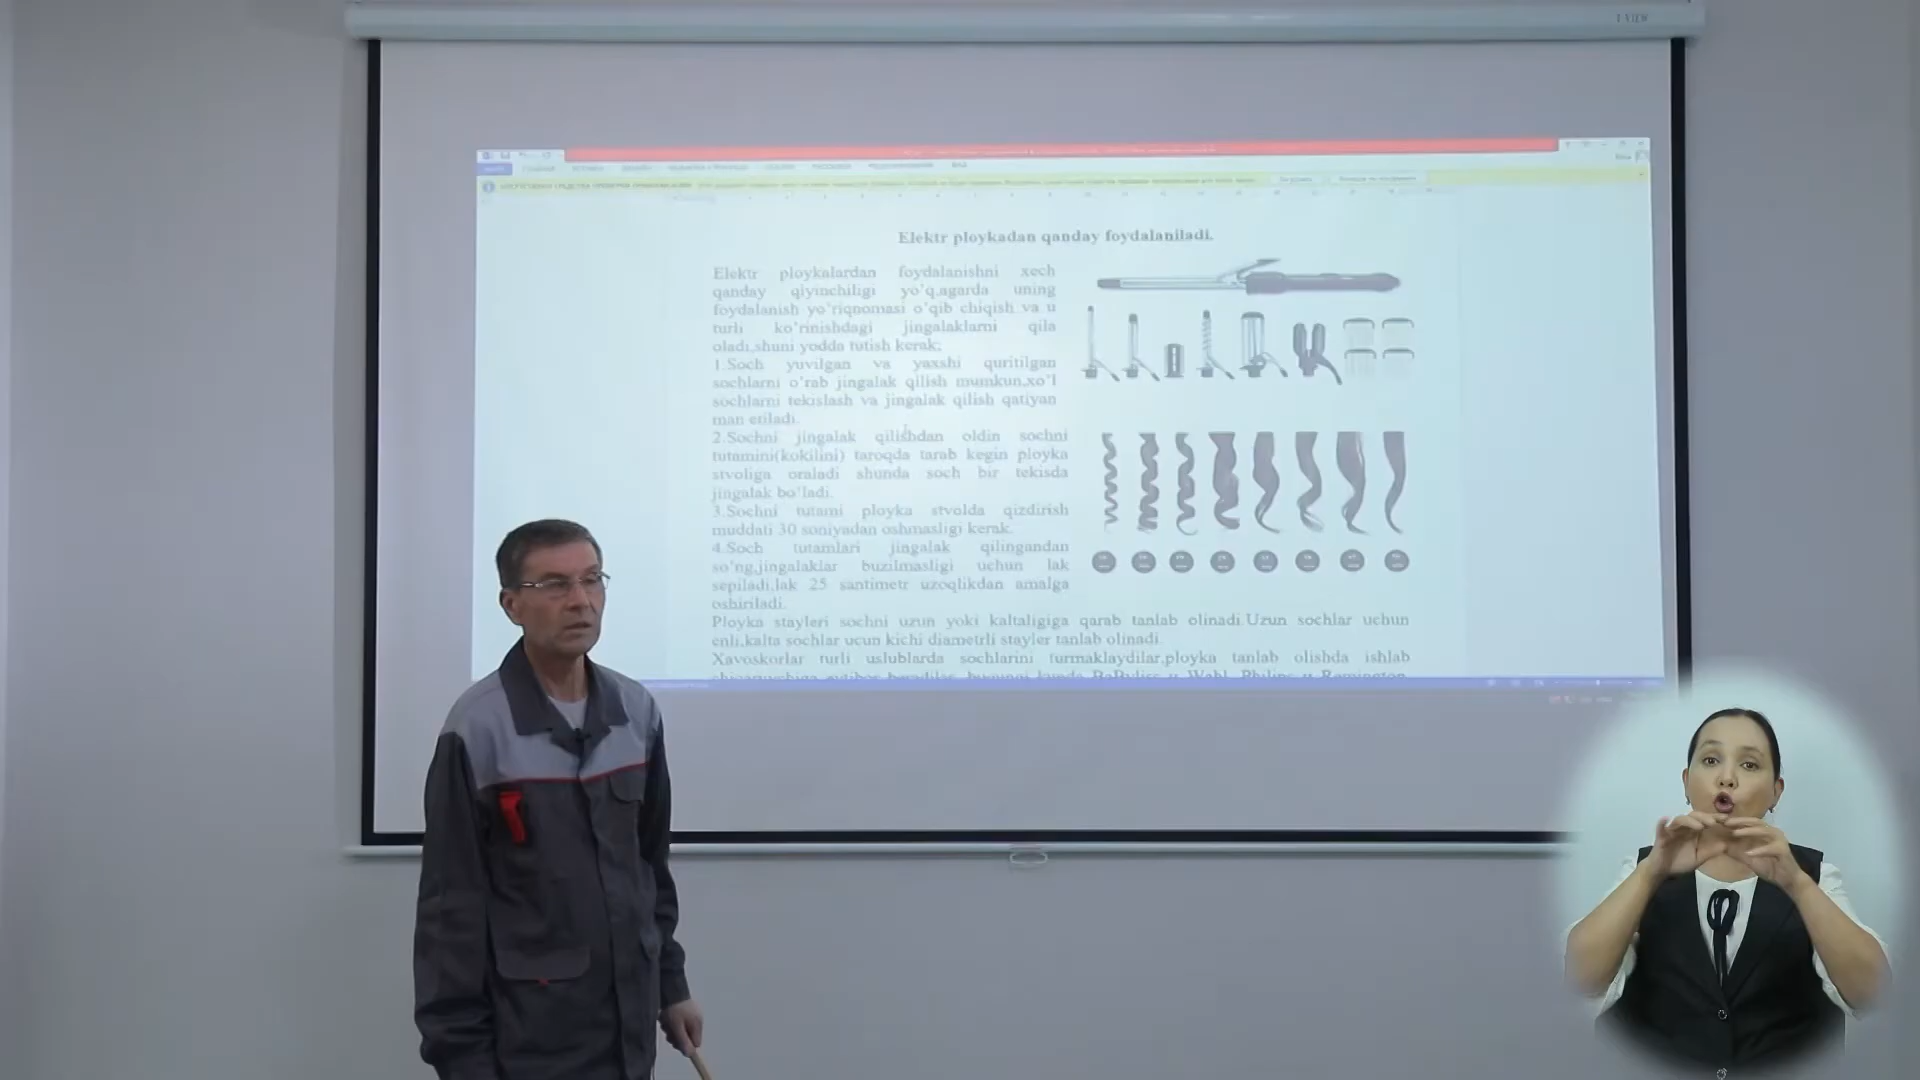 Elektr ploykadan qanday foydalaniladi.
Elektr ploykalardan foydalanishni xech
qanday qiyinchiligi yo'q,agarda uning
foydalanish yo'riqnomasi o'qib chiqish va u
turli ko'rinishdagi jingalaklarni qila
oladi,shuni yodda tutish kerak;
1.Soch yuvilgan va yaxshi quritilgan
sochlarni o'rab jingalak qilish mumkun,xo'l
sochlarni tekislash va jingalak qilish qatiyan
man etiladi.
2.Sochni jingalak qilishdan oldin sochni
tutamini(kokilini) taroqda tarab kegin ployka
stvoliga oraladi shunda soch bir tekisda
jingalak bo'ladi.
3.Sochni tutami ployka stvolda qizdirish
muddati 30 soniyadan oshmasligi kerak.
4.Soch tutamlari jingalak qilingandan
so'ng,jingalaklar buzilmasligi uchun lak
sepiladi,lak 25 santimetr uzoqlikdan amalga
oshiriladi.
Ployka stayleri sochni uzun yoki kaltaligiga qarab tanlab olinadi.Uzun sochlar uchun
enli,kalta sochlar ucun kichi diametrli stayler tanlab olinadi.
Xavoskorlar turli uslublarda sochlarini turmaklaydilar,ployka tanlab olishda ishlab